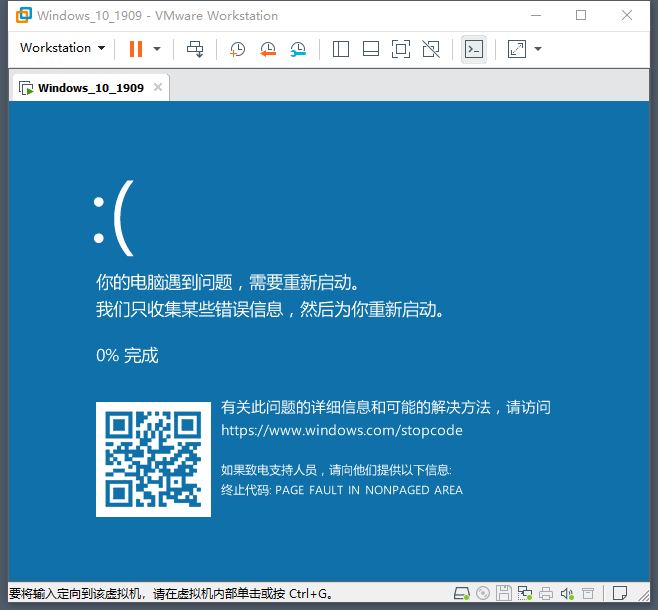 Windows_10_1909 - VMware Workstation
Workstation
Windows_10_1909
:(
你的电脑遇到问题，需要重新启动。
我们只收集某些错误信息，然后为你重新启动。
0% 完成
有关此问题的详细信息和可能的解决方法，请访问
https://www.windows.com/stopcode
如果致电支持人员，请向他们提供以下信息:
终止代码: PAGE FAULT IN NONPAGED AREA
要将输入定向到该虚拟机，请在虚拟机内部单击或按 Ctrl+G。